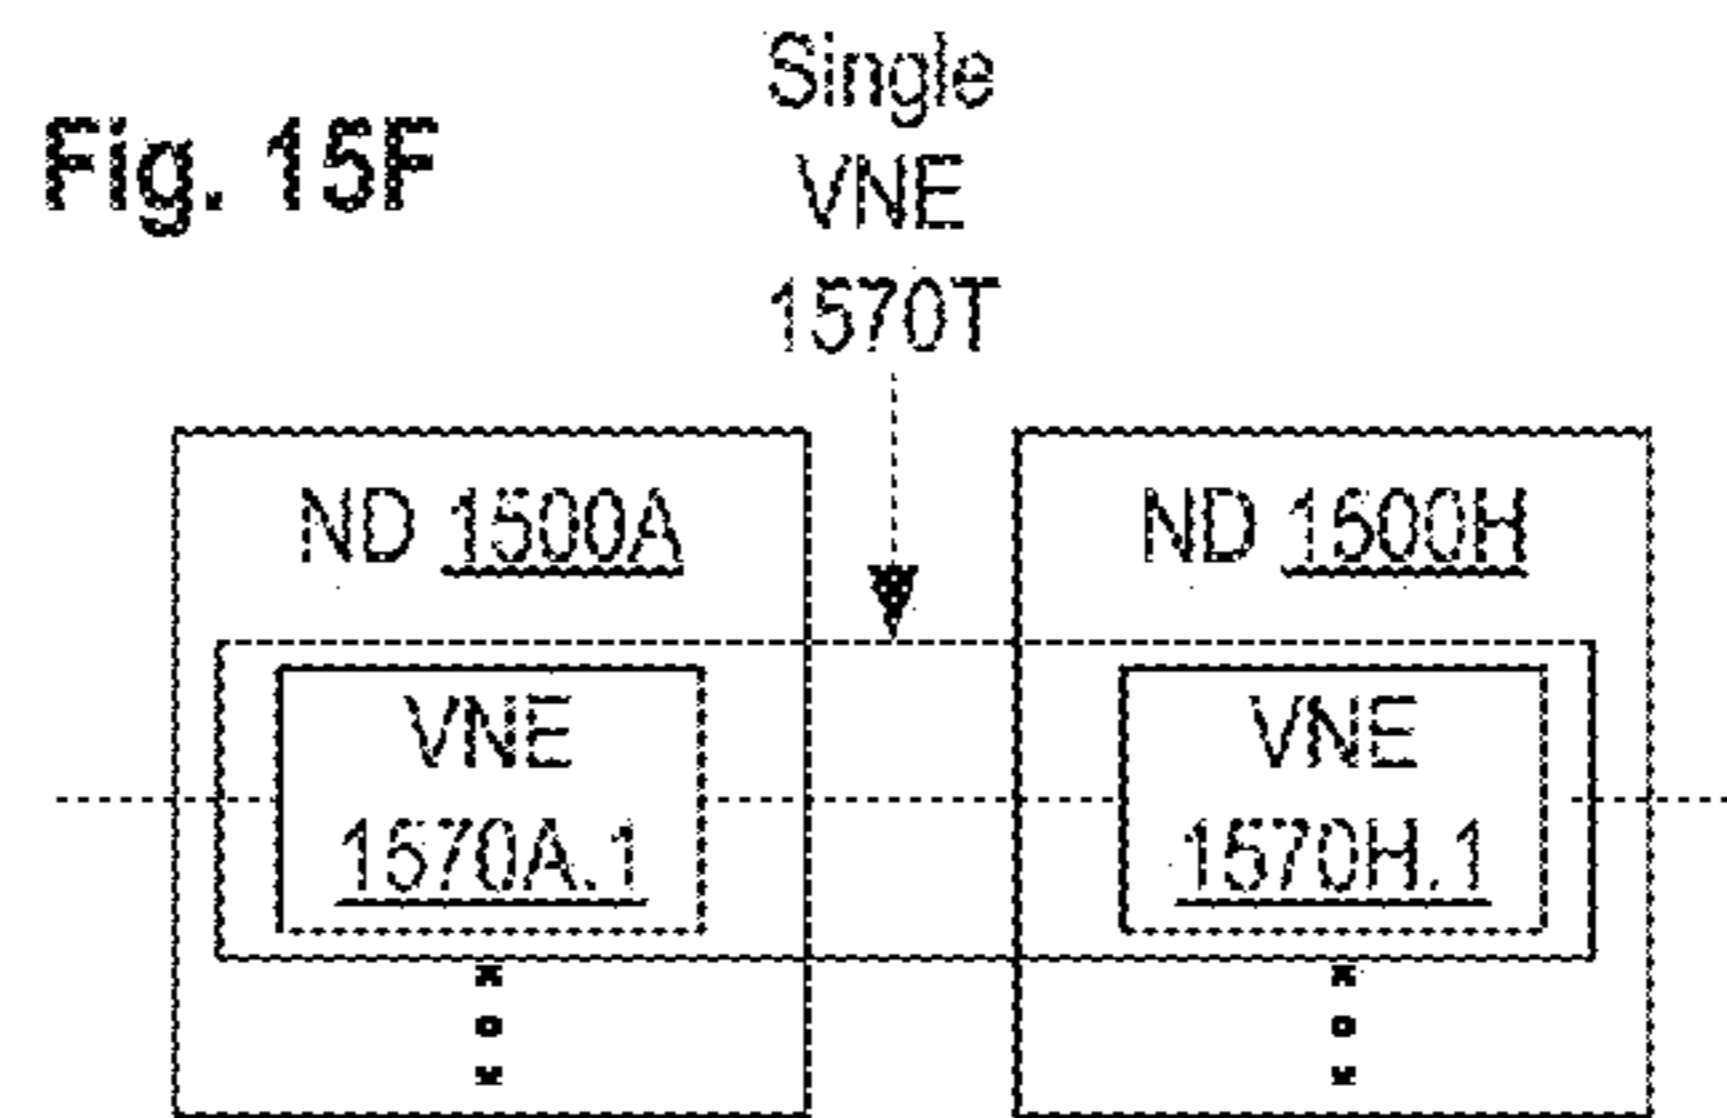 Fig. 15F
Single
VNE
1570T
ND 1500A
ND 1500H
VNE
1570A.1
VNE
1570H.1